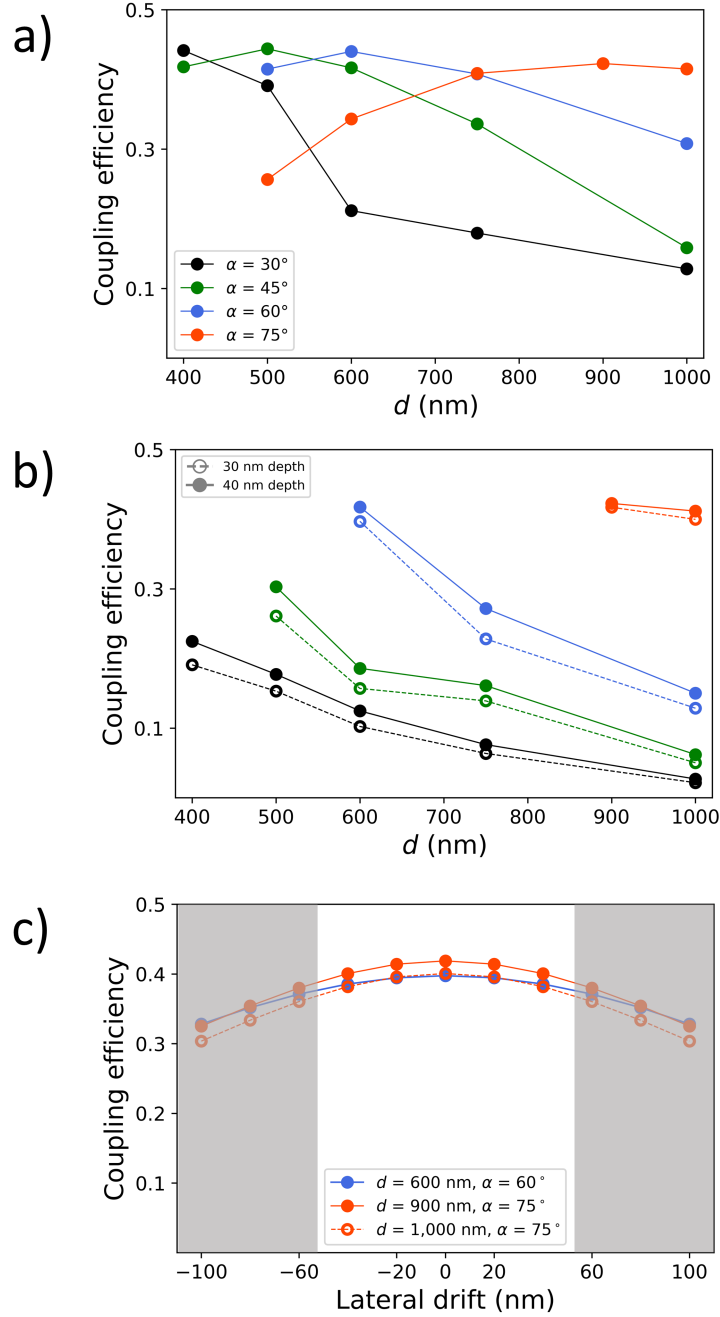 a)
0.5
0.3
0.1
Coupling efficiency
α = 30°
α = 45°
α = 60°
α = 75°
400 500 600 700 800 900 1000
d (nm)
b)
0.5
0.3
0.1
Coupling efficiency
30 nm depth
40 nm depth
400 500 600 700 800 900 1000
d (nm)
c)
0.5
0.4
0.3
0.2
0.1
Coupling efficiency
d = 600 nm, α = 60°
d = 900 nm, α = 75°
d = 1,000 nm, α = 75°
−100 −60 −20 0 20 60 100
Lateral drift (nm)